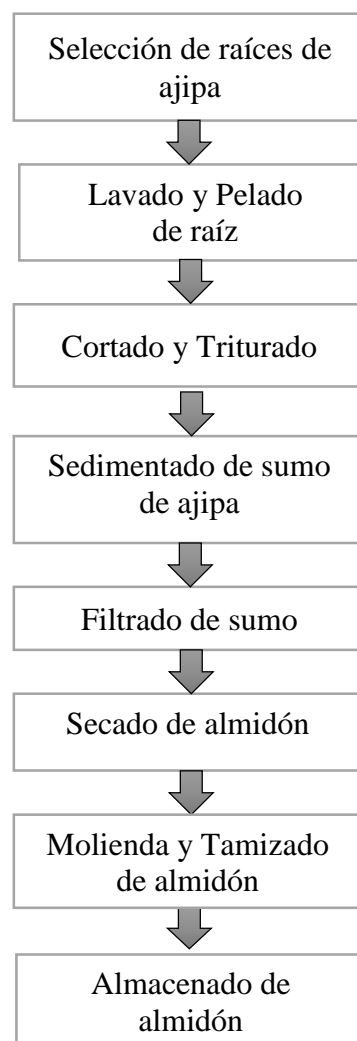 Selección de raíces de
ajipa
Lavado y Pelado
de raíz
Cortado y Triturado
Sedimentado de sumo
de ajipa
Filtrado de sumo
Secado de almidón
Molienda y Tamizado
de almidón
Almacenado de
almidón